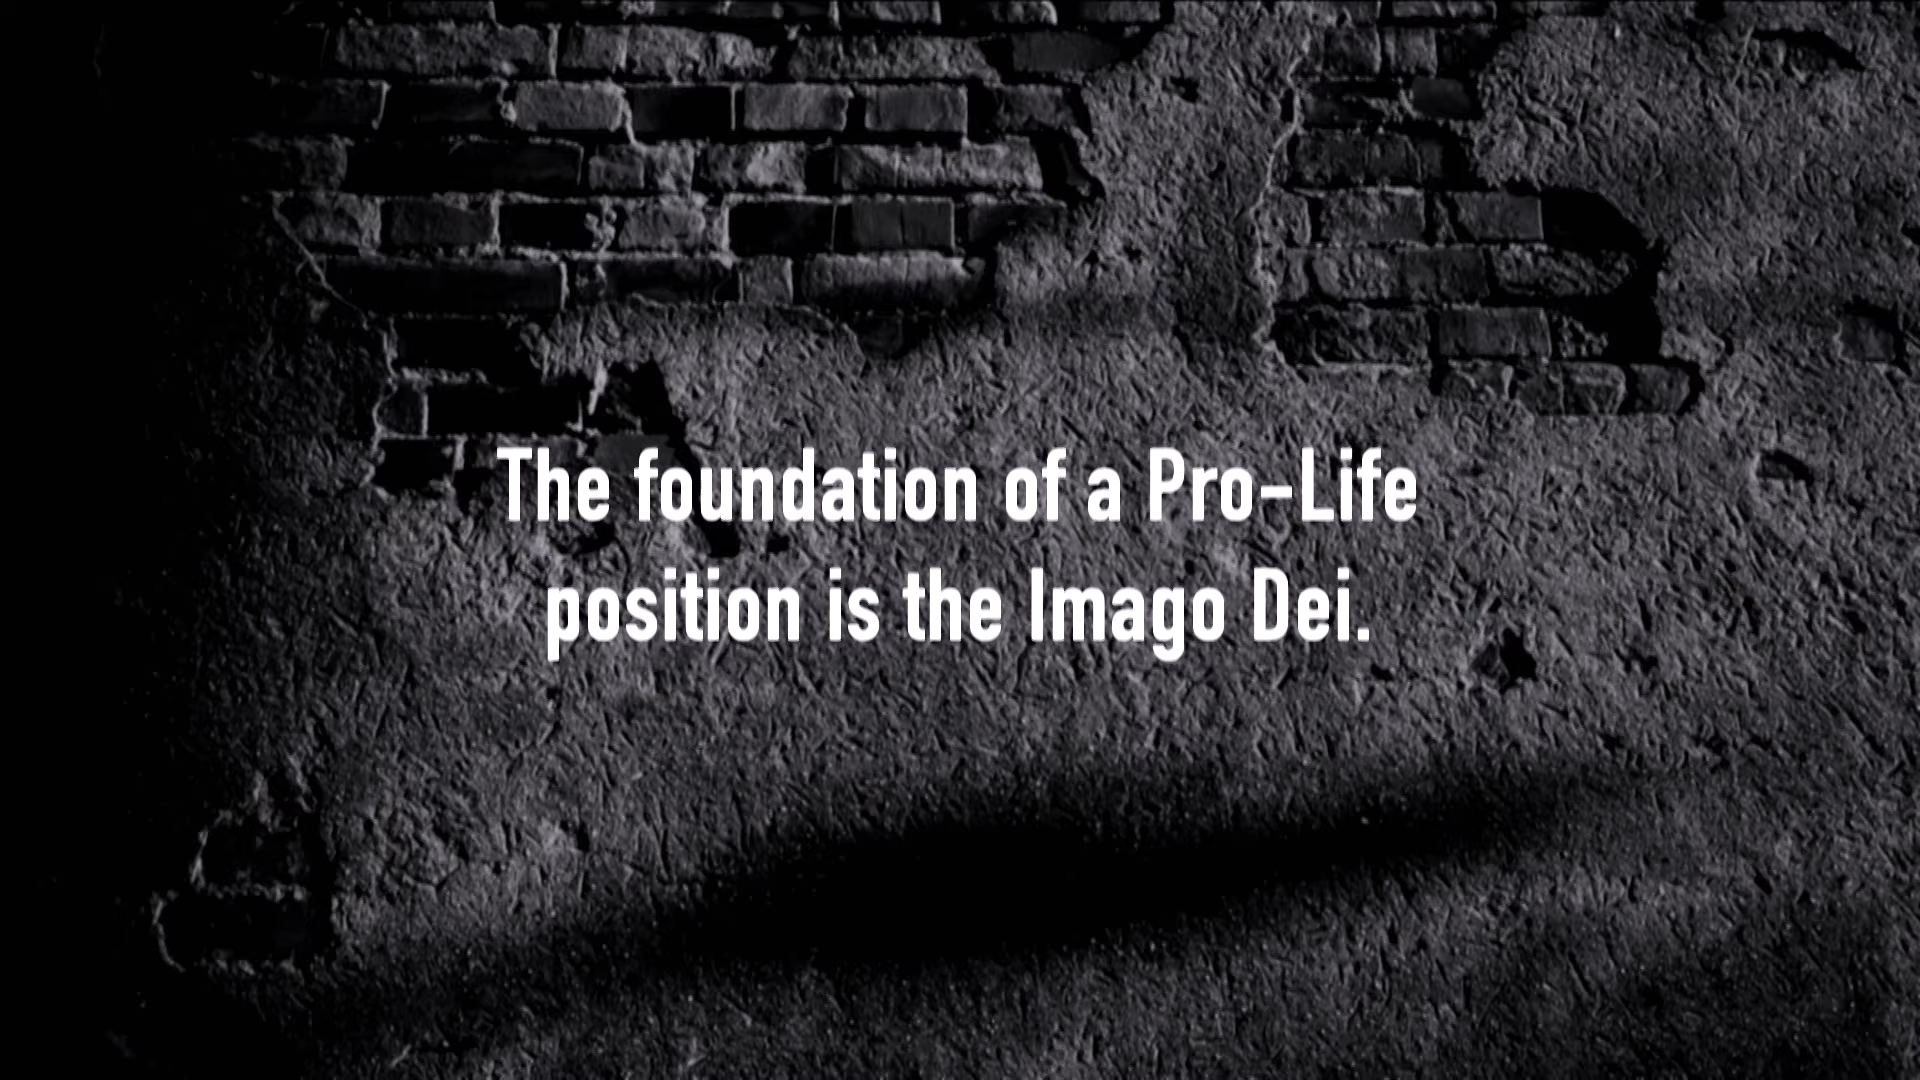 The foundation of a Pro-Life
position is the Imago Dei.